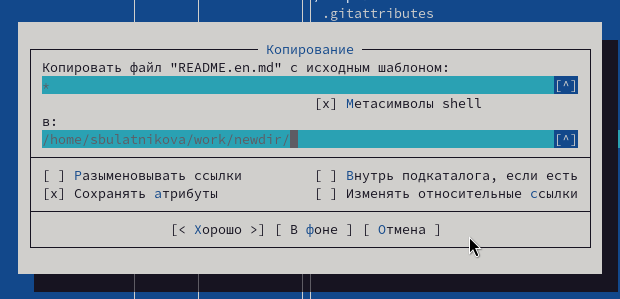 .gitattributes
Копирование
Копировать файл "README.en.md" с исходным шаблоном:
* [^]
[x] Метасимволы shell
в:
/home/sbulatnikova/work/newdir/ [^]
[ ] Разыменовывать ссылки [ ] Внутрь подкаталога, если есть
[x] Сохранять атрибуты [ ] Изменять относительные ссылки
[< Хорошо >] [ В фоне ] [ Отмена ]